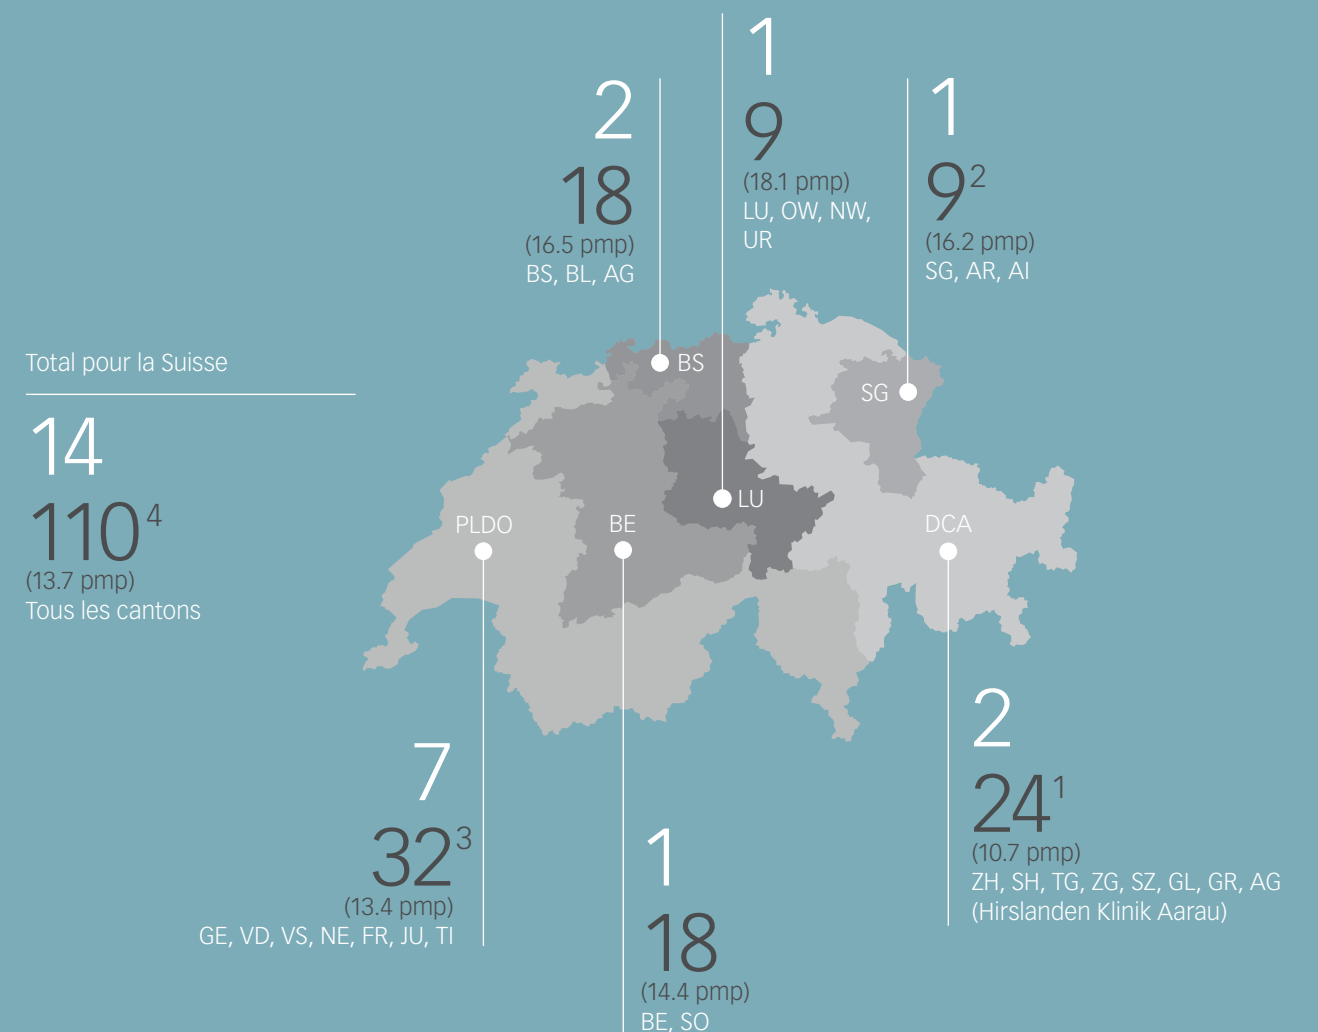 1
9
(18.1 pmp)
LU, OW, NW,
UR
2
18
(16.5 pmp)
BS, BL, AG
1
9²
(16.2 pmp)
SG, AR, AI
Total pour la Suisse
14
110⁴
(13.7 pmp)
Tous les cantons
BS
SG
LU
PLDO
BE
DCA
7
32³
(13.4 pmp)
GE, VD, VS, NE, FR, JU, TI
1
18
(14.4 pmp)
BE, SO
2
24¹
(10.7 pmp)
ZH, SH, TG, ZG, SZ, GL, GR, AG
(Hirslanden Klinik Aarau)